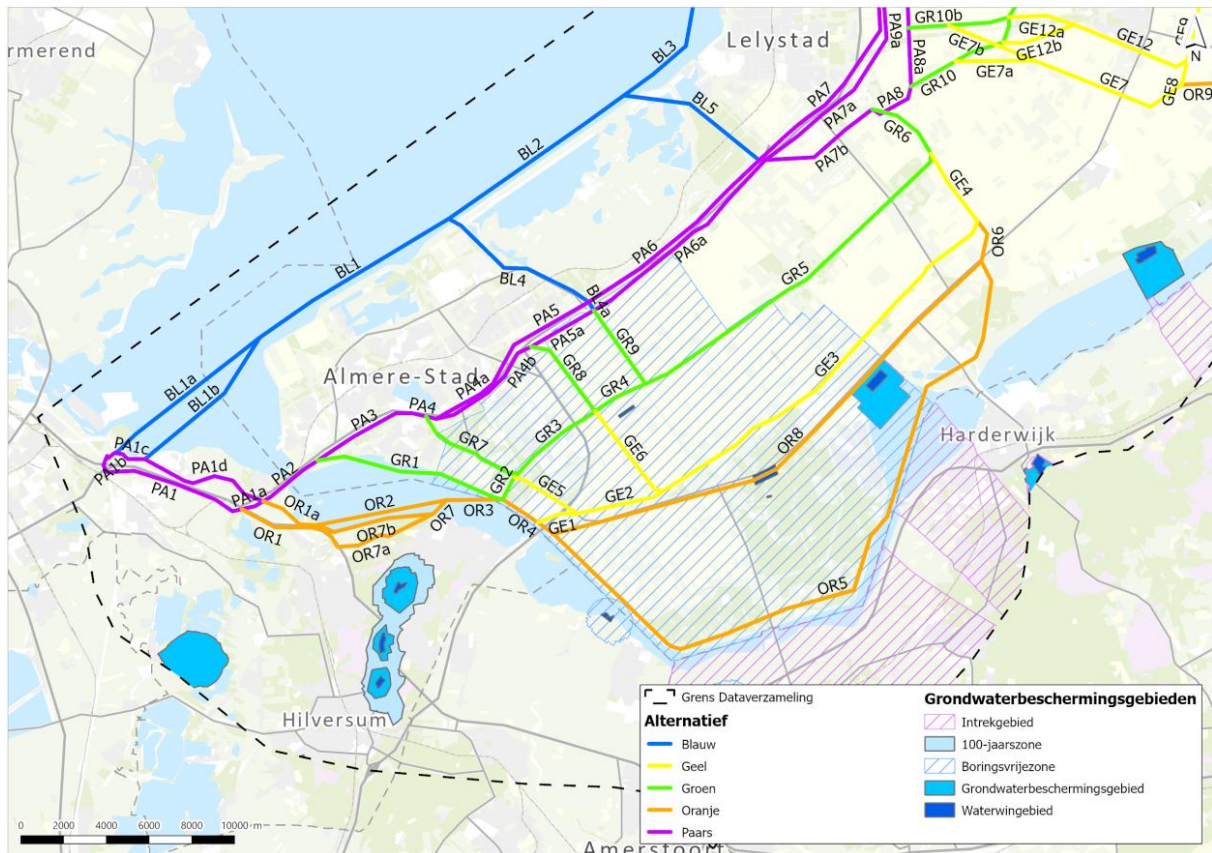 GR10b
GE12a
GE12
PA9a
GE7b
GE12b
N
rmerend
Lelystad
BL3
PA8a
GR10
GE7a
GE7
GE8
OR9
PA7
PA7a
PA8
BL5
GR6
BL2
PA7b
GE4
OR6
PA6
PA6a
BL1
BL4
GR5
BL4a
PA5
PA5a
GR9
BL1a
BL1b
Almere-Stad
PA4b
PA4a
GR8
GR4
GE3
PA3
PA4
GR7
GR3
OR8
Harderwijk
PA1c
PA1b
PA1d
PA2
GR1
GR2
GE6
PA1
PA1a
OR1a
OR2
GE5
GE2
OR3
OR1
OR7b
OR7
OR4
GE1
OR7a
OR5
Hilversum
Amersfoort
0 2000 4000 6000 8000 10000 m
Grens Dataverzameling
Alternatief
Blauw
Geel
Groen
Oranje
Paars
Grondwaterbeschermingsgebieden
Intrekgebied
100-jaarszone
Boringsvrijezone
Grondwaterbeschermingsgebied
Waterwingebied